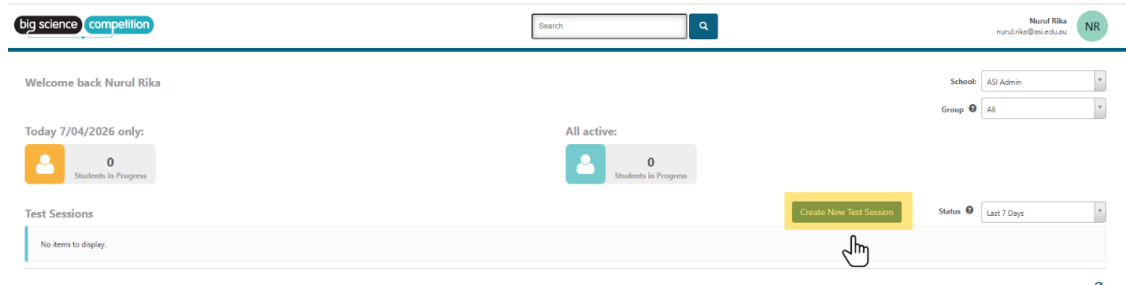 big science competition
Search
Nurul Rika
nurul.rika@asi.edu.au
NR
Welcome back Nurul Rika
School: ASI Admin
Group ? All
Today 7/04/2026 only:
All active:
0
Students in Progress
0
Students in Progress
Test Sessions
Create New Test Session
Status ? Last 7 Days
No items to display.